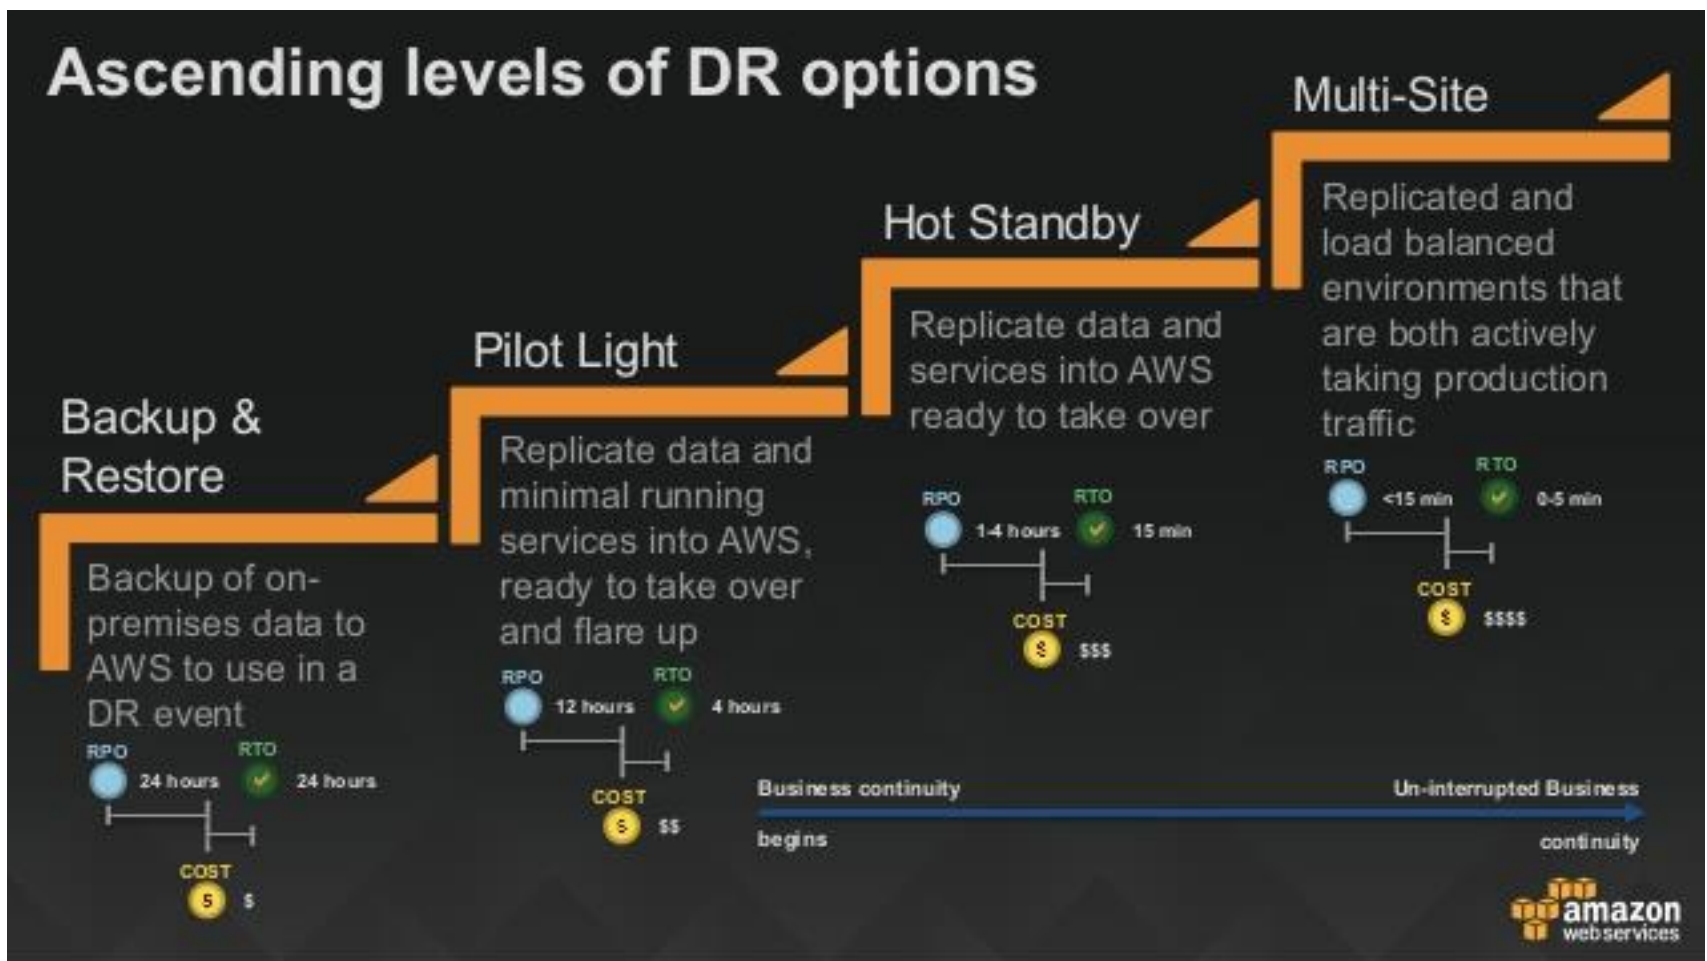 Ascending levels of DR options
Backup &
Restore
Backup of on-
premises data to
AWS to use in a
DR event
RPO
24 hours
RTO
24 hours
COST
$
$
Pilot Light
Replicate data and
minimal running
services into AWS,
ready to take over
and flare up
RPO
12 hours
RTO
4 hours
COST
$
$$
Hot Standby
Replicate data and
services into AWS
ready to take over
RPO
1-4 hours
RTO
15 min
COST
$
$$$
Multi-Site
Replicated and
load balanced
environments that
are both actively
taking production
traffic
RPO
<15 min
RTO
0-5 min
COST
$
$$$$
Business continuity
begins
Un-interrupted Business
continuity
amazon
webservices